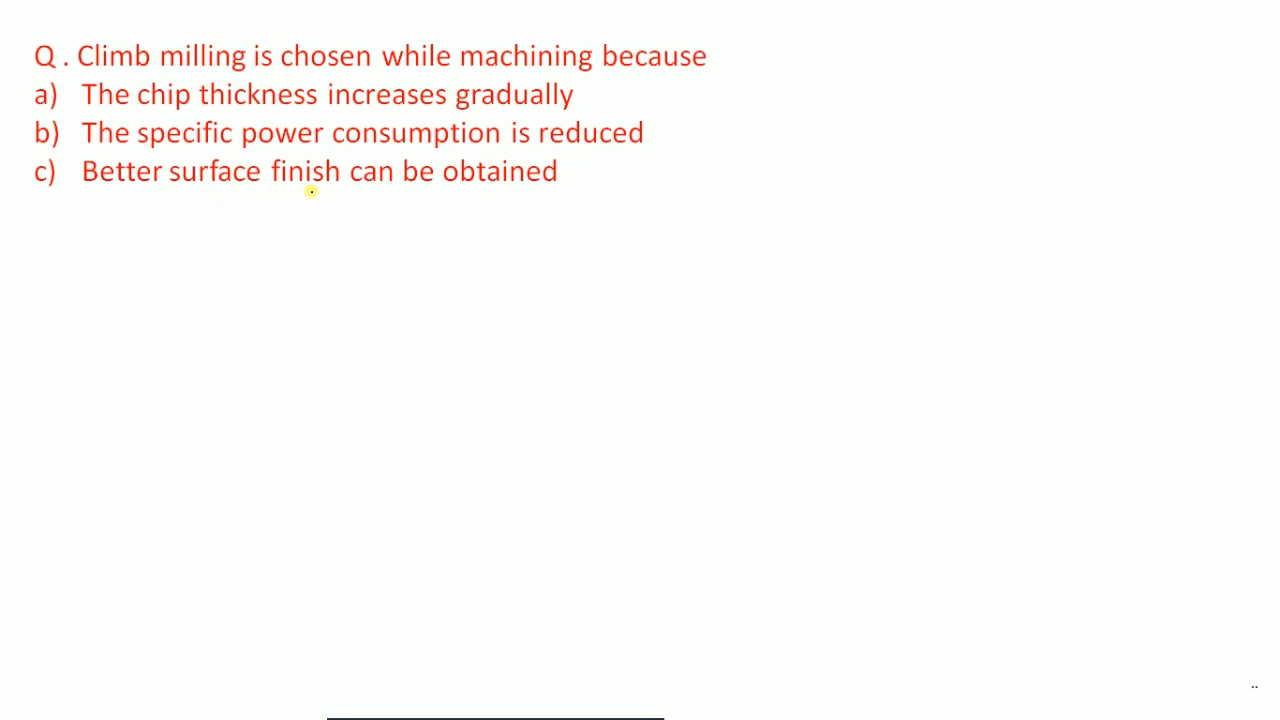 Q . Climb milling is chosen while machining because
a) The chip thickness increases gradually
b) The specific power consumption is reduced
c) Better surface finish can be obtained